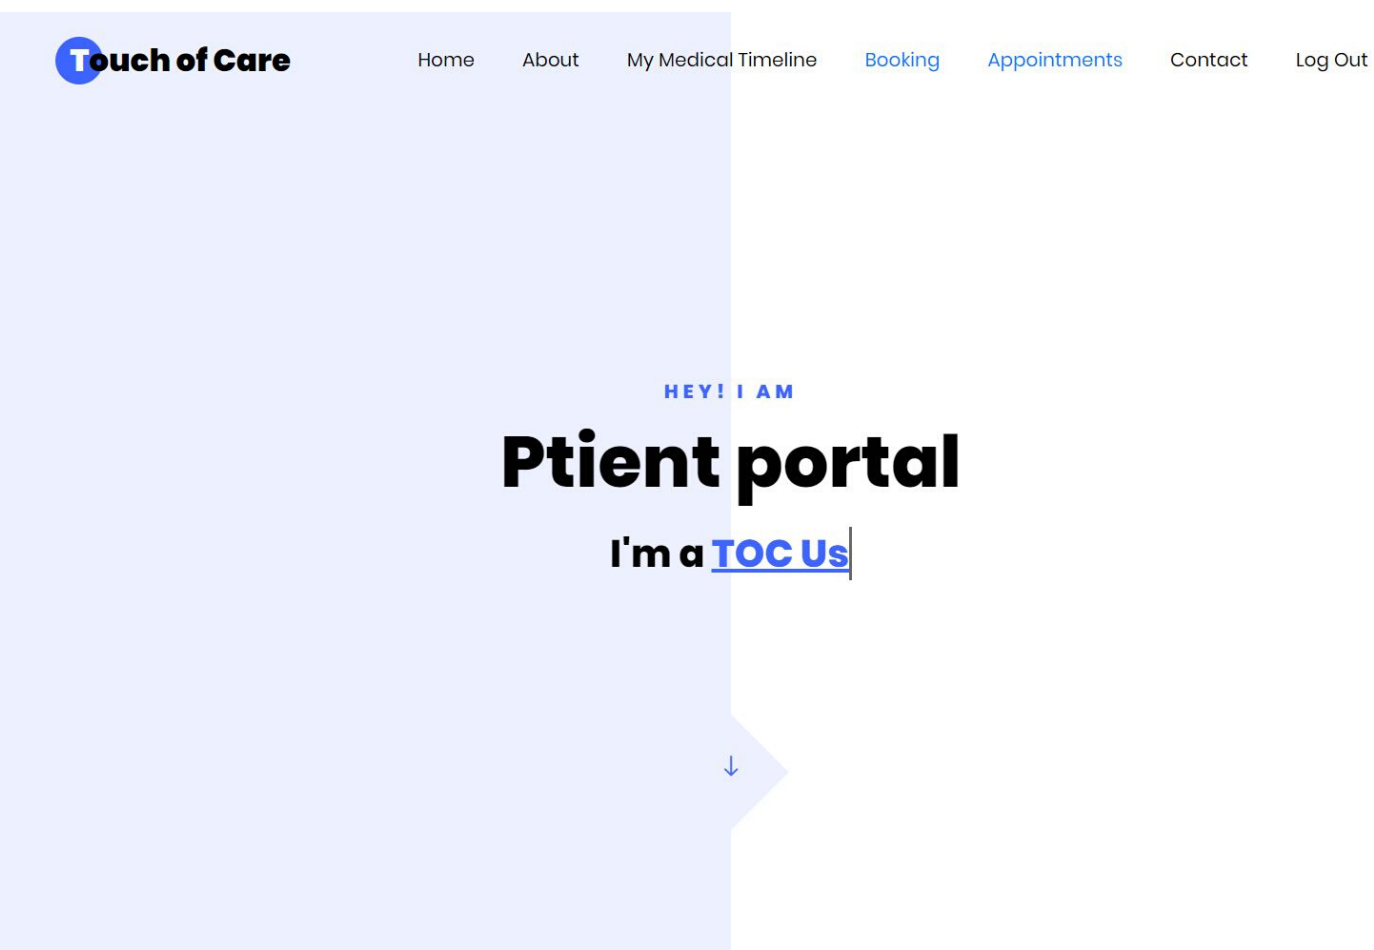 Touch of Care
Home About My Medical Timeline Booking Appointments Contact Log Out
HEY! I AM
Ptient portal
I'm a TOC Us